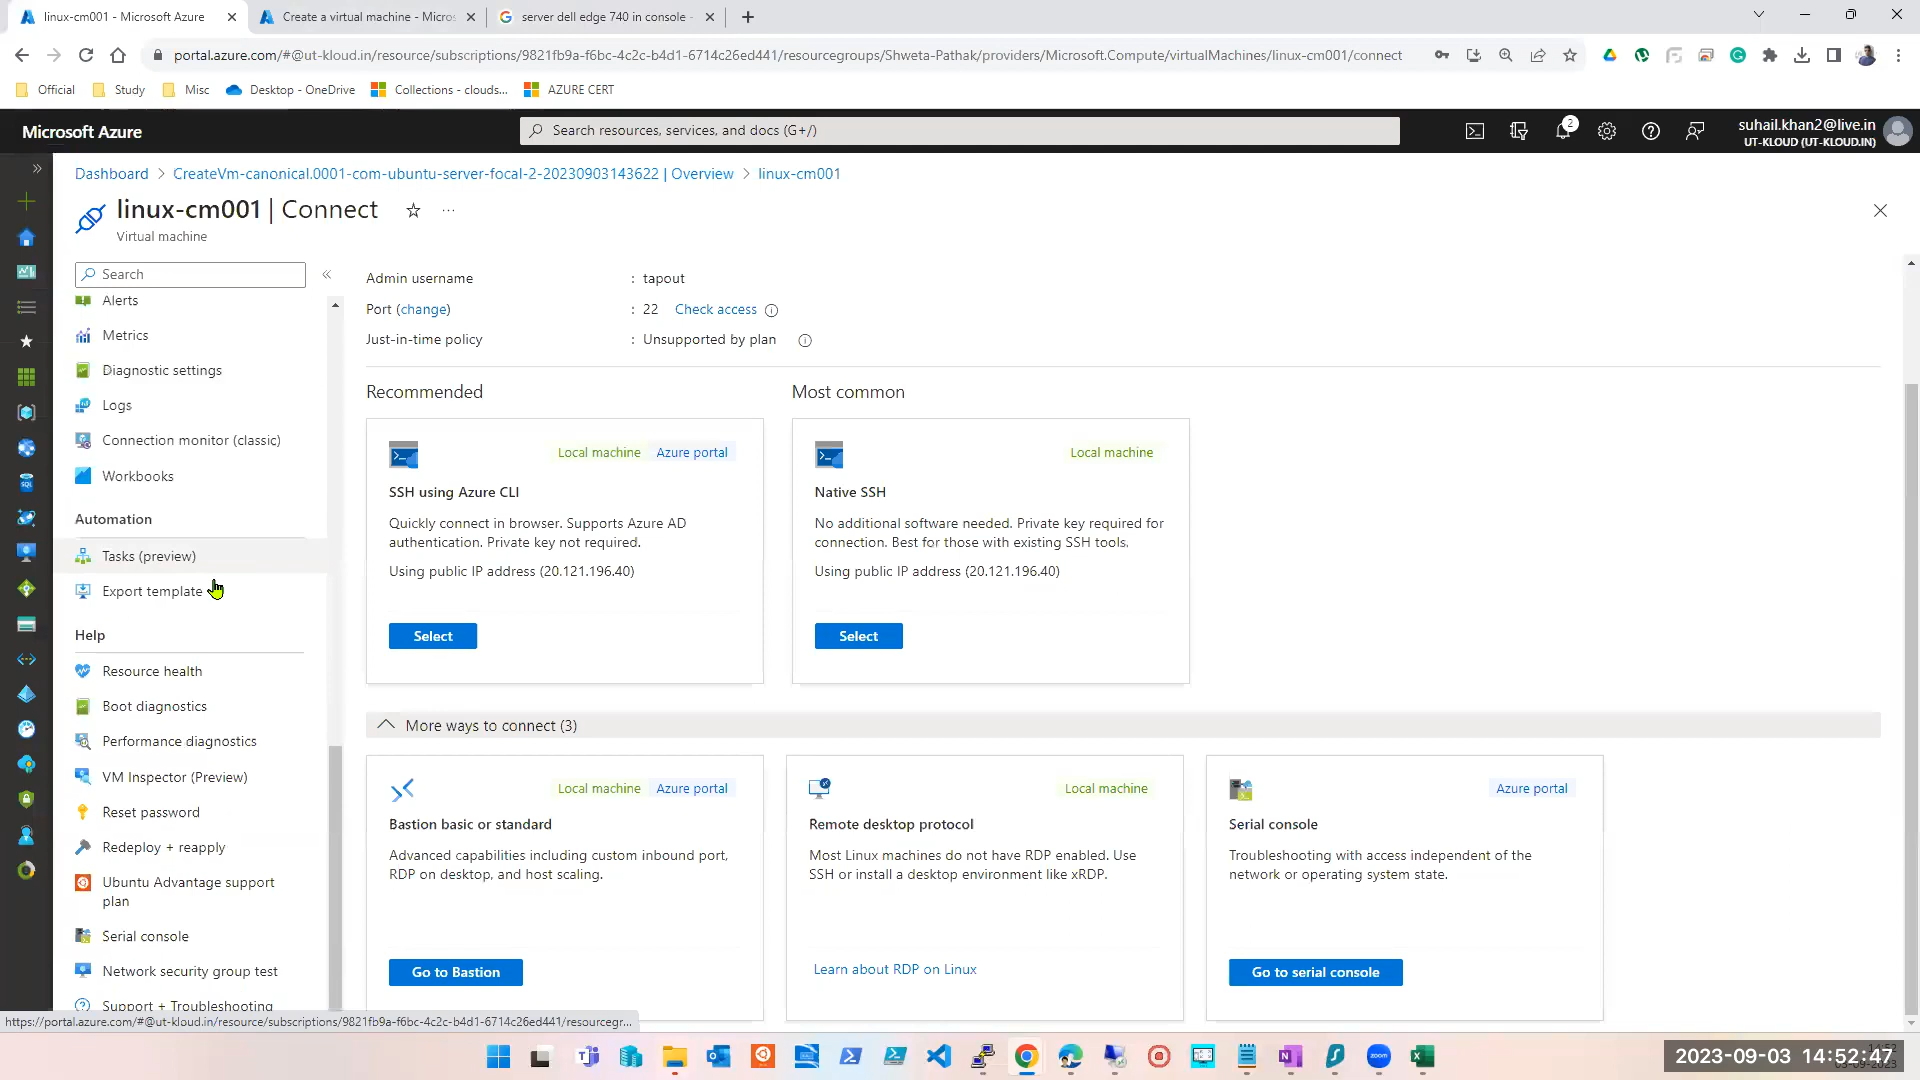 linux-cm001 - Microsoft Azure
Create a virtual machine - Micros
server dell edge 740 in console -
portal.azure.com/#@ut-kloud.in/resource/subscriptions/9821fb9a-f6bc-4c2c-b4d1-6714c26ed441/resourcegroups/Shweta-Pathak/providers/Microsoft.Compute/virtualMachines/linux-cm001/connect
Official
Study
Misc
Desktop - OneDrive
Collections - clouds...
AZURE CERT
Microsoft Azure
Search resources, services, and docs (G+/)
2
suhail.khan2@live.in
UT-KLOUD (UT-KLOUD.IN)
Dashboard > CreateVm-canonical.0001-com-ubuntu-server-focal-2-20230903143622 | Overview > linux-cm001
linux-cm001 | Connect
Virtual machine
Search
Alerts
Metrics
Diagnostic settings
Logs
Connection monitor (classic)
Workbooks
Automation
Tasks (preview)
Export template
Help
Resource health
Boot diagnostics
Performance diagnostics
VM Inspector (Preview)
Reset password
Redeploy + reapply
Ubuntu Advantage support
plan
Serial console
Network security group test
Support + Troubleshooting
Admin username : tapout
Port (change) : 22 Check access
Just-in-time policy : Unsupported by plan
Recommended
Local machine
Azure portal
SSH using Azure CLI
Quickly connect in browser. Supports Azure AD
authentication. Private key not required.
Using public IP address (20.121.196.40)
Select
Most common
Local machine
Native SSH
No additional software needed. Private key required for
connection. Best for those with existing SSH tools.
Using public IP address (20.121.196.40)
Select
More ways to connect (3)
Local machine
Azure portal
Bastion basic or standard
Advanced capabilities including custom inbound port,
RDP on desktop, and host scaling.
Go to Bastion
Local machine
Remote desktop protocol
Most Linux machines do not have RDP enabled. Use
SSH or install a desktop environment like xRDP.
Learn about RDP on Linux
Azure portal
Serial console
Troubleshooting with access independent of the
network or operating system state.
Go to serial console
https://portal.azure.com/#@ut-kloud.in/resource/subscriptions/9821fb9a-f6bc-4c2c-b4d1-6714c26ed441/resourcegr...
zoom
2023-09-03 14:52:47